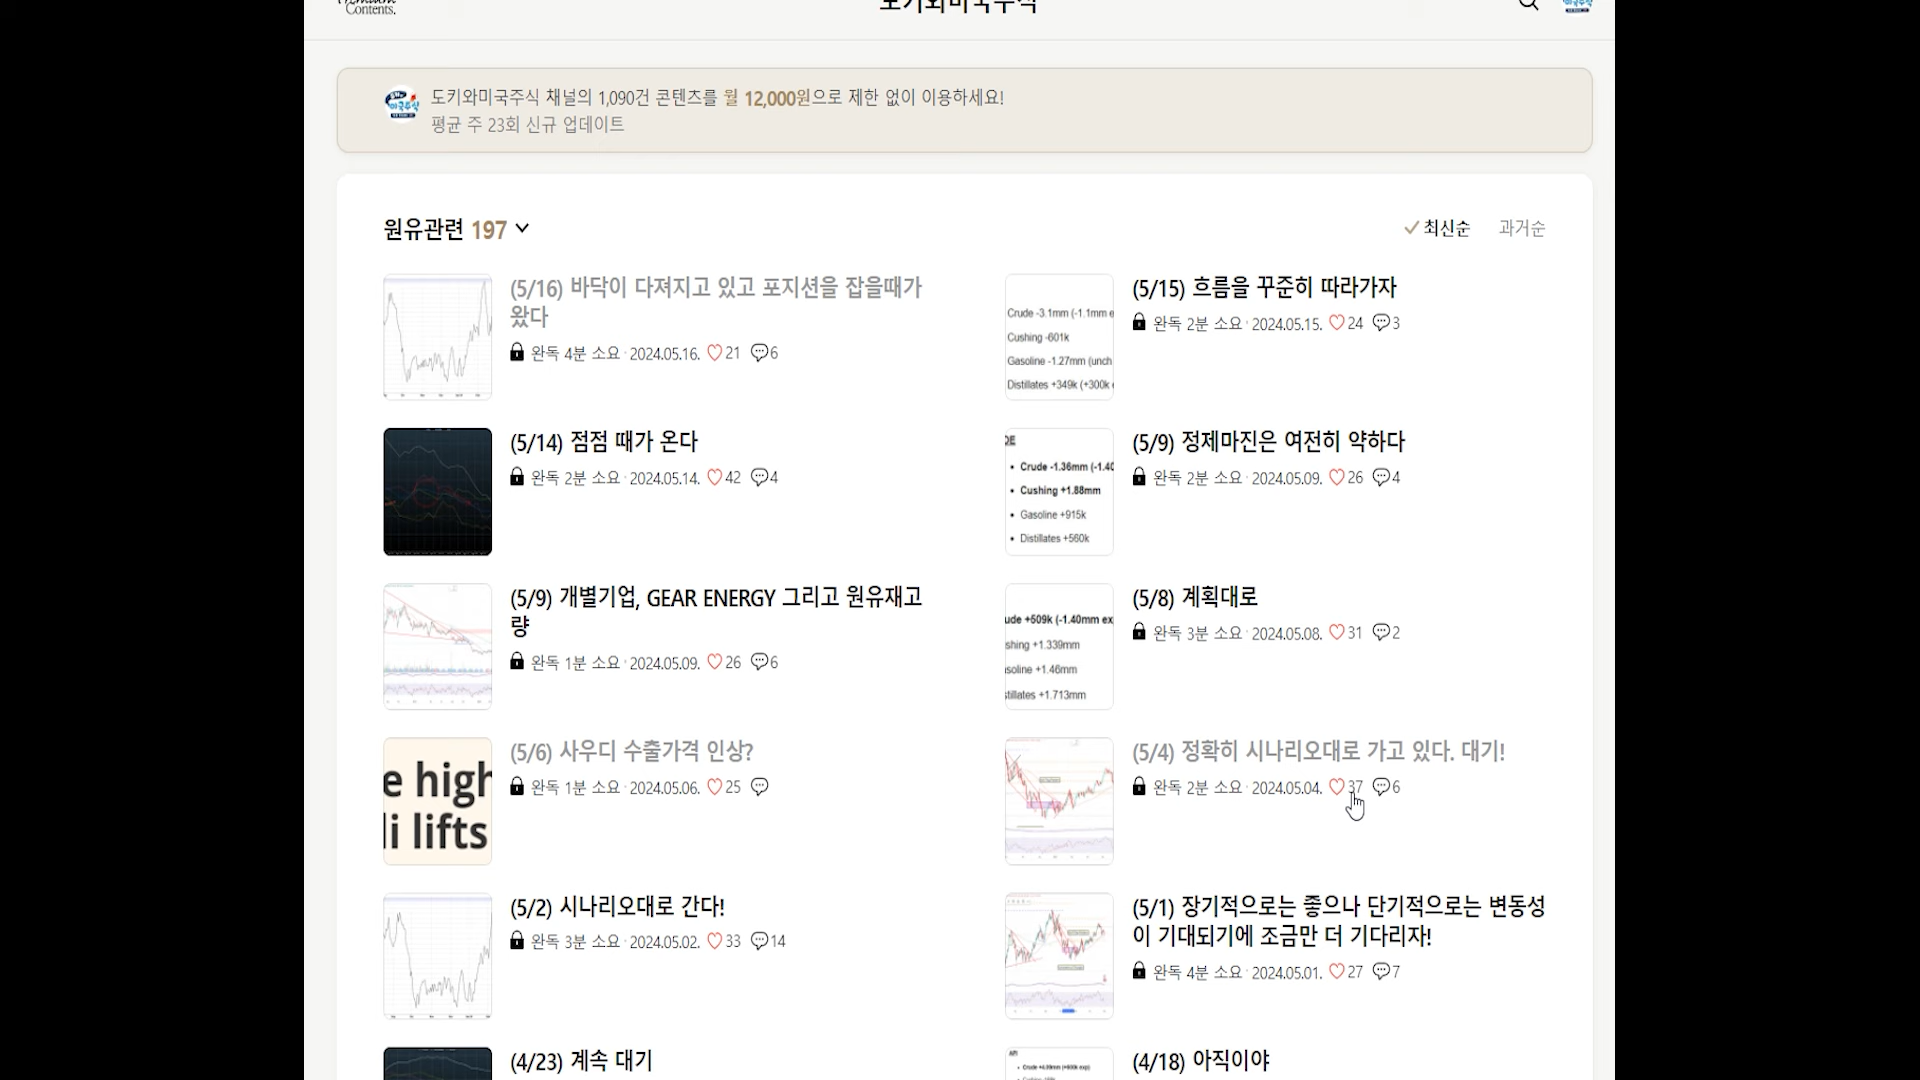 Contents.
도키와미국주식
도키와미국주식 채널의 1,090건 콘텐츠를 월 12,000원으로 제한 없이 이용하세요!
평균 주 23회 신규 업데이트
원유관련 197
최신순 과거순
(5/16) 바닥이 다져지고 있고 포지션을 잡을때가
왔다
완독 4분 소요·2024.05.16. 21 6
(5/15) 흐름을 꾸준히 따라가자
완독 2분 소요·2024.05.15. 24 3
Crude -3.1mm (-1.1mm e
Cushing -601k
Gasoline -1.27mm (unch
Distillates +349k (+300k e
(5/14) 점점 때가 온다
완독 2분 소요·2024.05.14. 42 4
(5/9) 정제마진은 여전히 약하다
완독 2분 소요·2024.05.09. 26 4
OE
• Crude -1.36mm (-1.40
• Cushing +1.88mm
• Gasoline +915k
• Distillates +560k
(5/9) 개별기업, GEAR ENERGY 그리고 원유재고
량
완독 1분 소요·2024.05.09. 26 6
(5/8) 계획대로
완독 3분 소요·2024.05.08. 31 2
ude +509k (-1.40mm ex
shing +1.339mm
soline +1.46mm
stillates +1.713mm
(5/6) 사우디 수출가격 인상?
완독 1분 소요·2024.05.06. 25
e high
li lifts
(5/4) 정확히 시나리오대로 가고 있다. 대기!
완독 2분 소요·2024.05.04. 37 6
(5/2) 시나리오대로 간다!
완독 3분 소요·2024.05.02. 33 14
(5/1) 장기적으로는 좋으나 단기적으로는 변동성
이 기대되기에 조금만 더 기다리자!
완독 4분 소요·2024.05.01. 27 7
(4/23) 계속 대기
(4/18) 아직이야
API